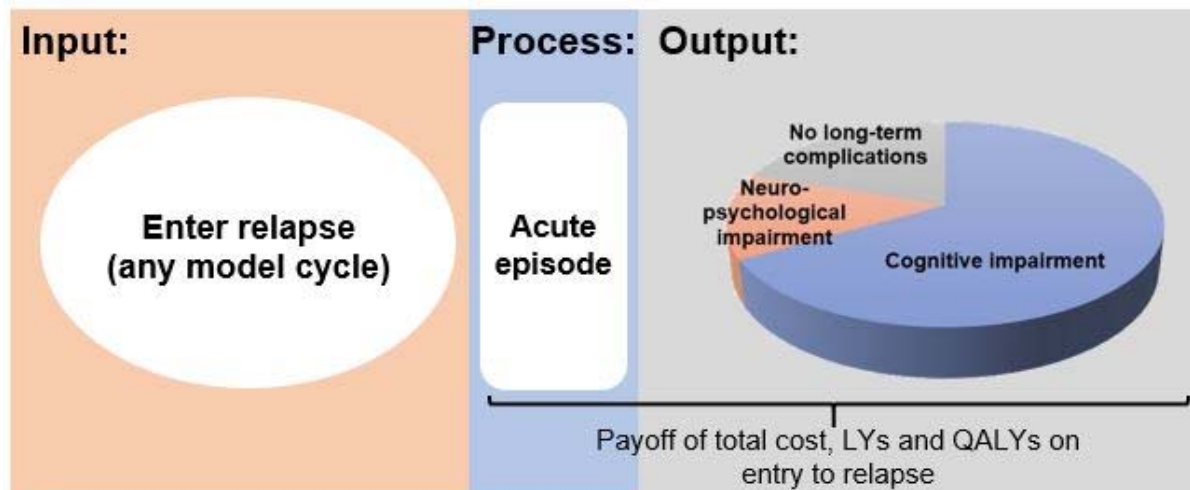 Input:
Process:
Output:
Enter relapse
(any model cycle)
Acute
episode
No long-term
complications
Neuro-
psychological
impairment
Cognitive impairment
Payoff of total cost, LYs and QALYs on
entry to relapse